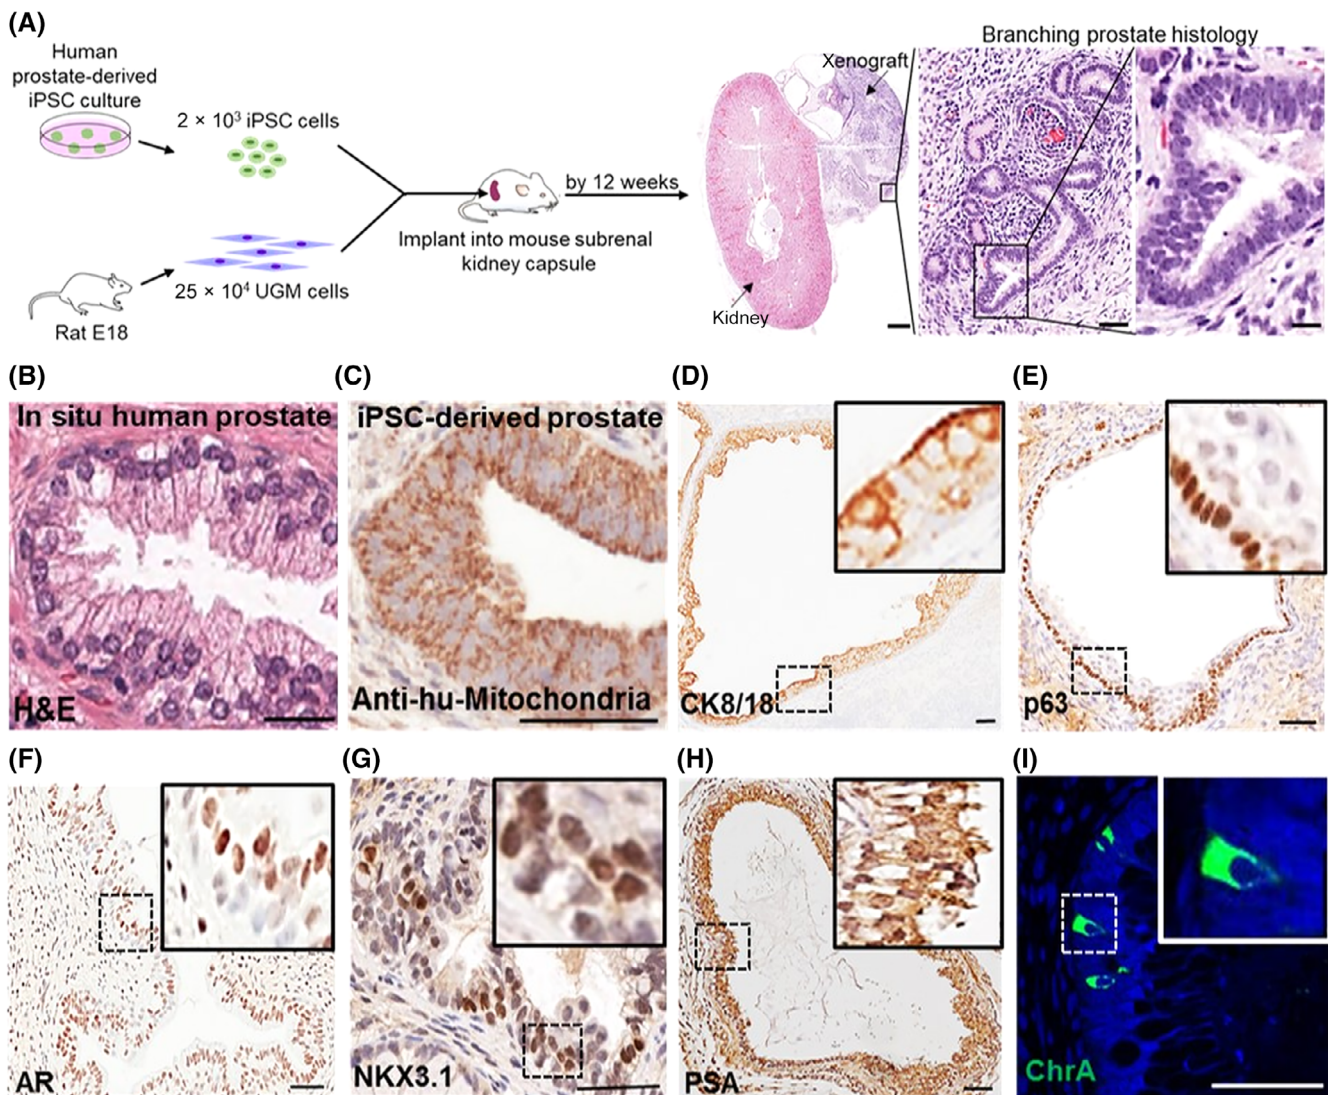 (A)
Human
prostate-derived
iPSC culture
2 × 10³ iPSC cells
Rat E18
25 × 10⁴ UGM cells
Implant into mouse subrenal
kidney capsule
by 12 weeks
Xenograft
Kidney
Branching prostate histology
(B)
In situ human prostate
H&E
(C)
iPSC-derived prostate
Anti-hu-Mitochondria
(D)
CK8/18
(E)
p63
(F)
AR
(G)
NKX3.1
(H)
PSA
(I)
ChrA